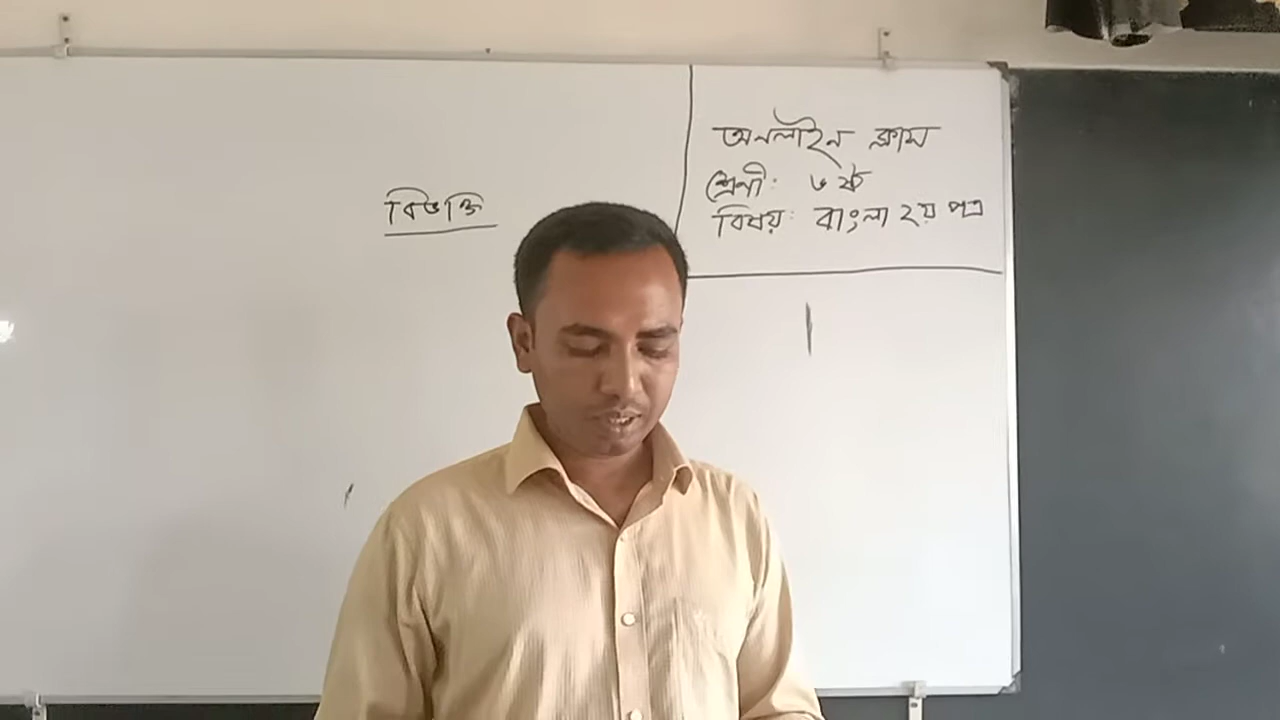 বিভক্তি
অনলাইন ক্লাস
শ্রেনী: ৬ষ্ঠ
বিষয়: বাংলা ২য় পত্র